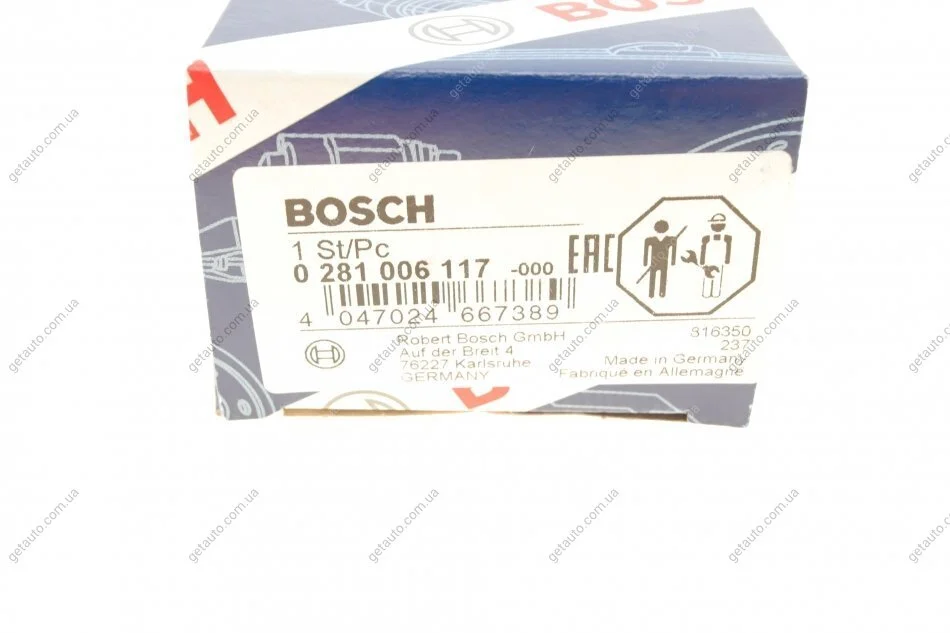 BOSCH
1 St/Pc
0 281 006 117 -000
EAC
4 047024 667389
Robert Bosch GmbH
Auf der Breit 4
76227 Karlsruhe
GERMANY
816350
237
Made in Germany
Fabriqué en Allemagne
getauto.com.ua